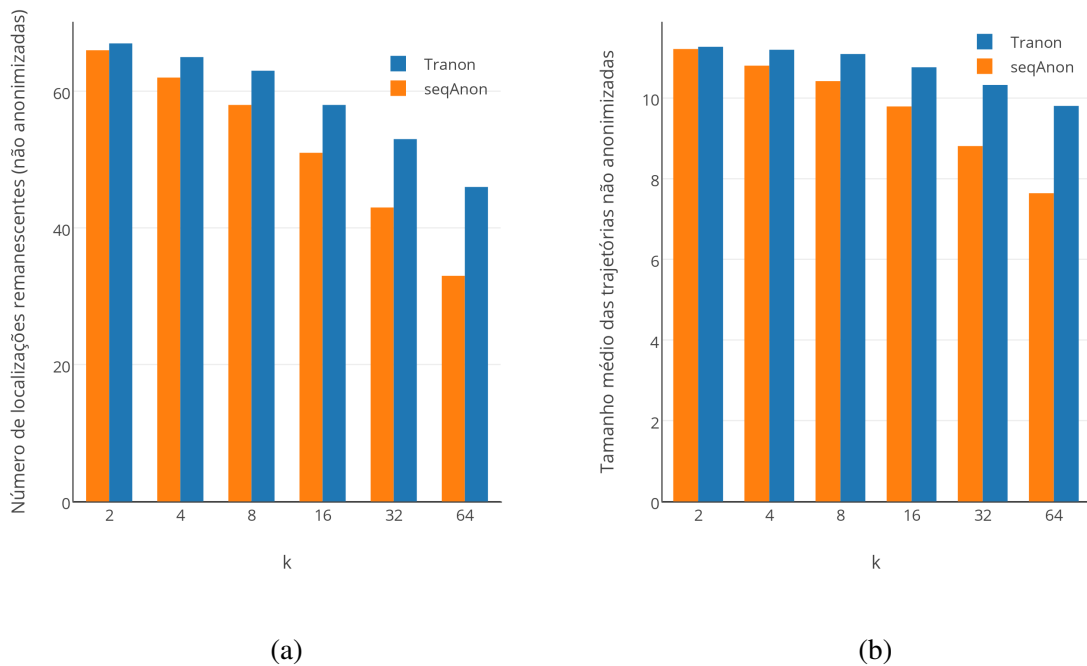 Número de localizações remanescentes (não anonimizadas)
60
40
20
0
2 4 8 16 32 64
k
Tranon
seqAnon
(a)
Tamanho médio das trajetórias não anonimizadas
10
8
6
4
2
0
2 4 8 16 32 64
k
Tranon
seqAnon
(b)